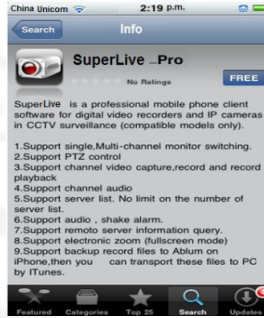 China Unicom 2:19 p.m.
Search Info
SuperLive -Pro
No Ratings FREE
SuperLive is a professional mobile phone client
software for digital video recorders and IP cameras
in CCTV surveillance (compatible models only).
1.Support single,Multi-channel monitor switching.
2.Support PTZ control
3.Support channel video capture,record and record
playback
4.Support channel audio
5.Support server list. No limit on the number of
server list.
6.Support audio , shake alarm.
7.Support remoto server information query.
8.Support electronic zoom (fullscreen mode)
9.Support backup record files to Ablum on
iPhone,then you can transport these files to PC
by ITunes.
Featured Categories Top 25 Search Updates